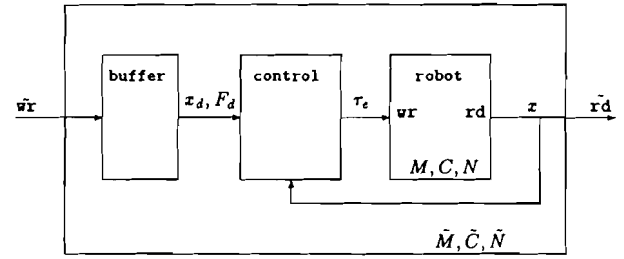 buffer
control
robot
w̃r
x_d, F_d
τ_e
wr
rd
x
r̃d
M, C, N
M̃, C̃, Ñ